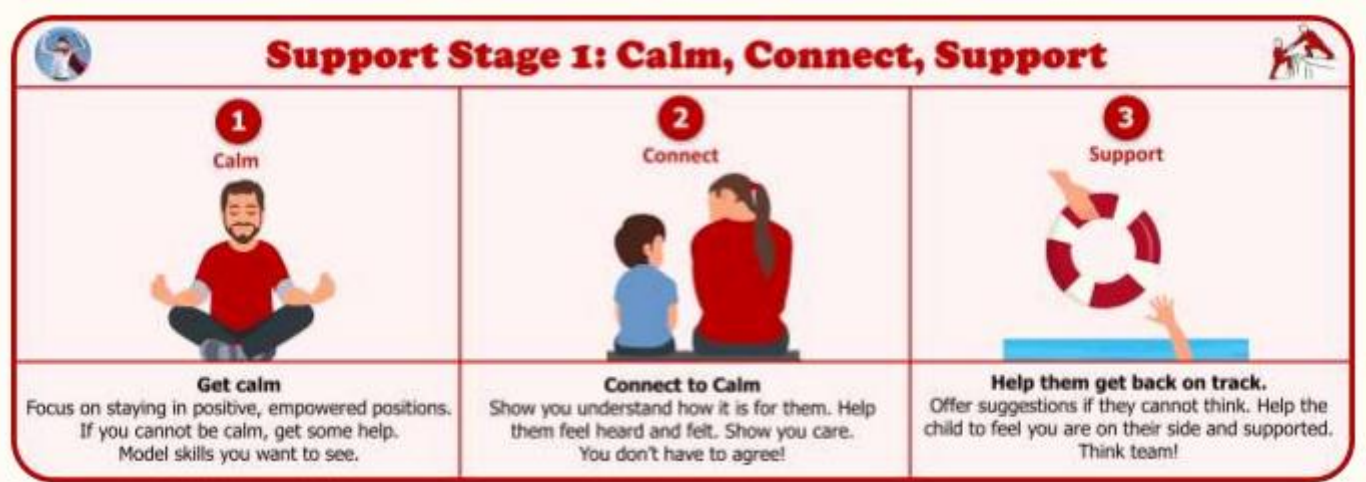 Support Stage 1: Calm, Connect, Support
1
Calm
2
Connect
3
Support
Get calm
Focus on staying in positive, empowered positions.
If you cannot be calm, get some help.
Model skills you want to see.
Connect to Calm
Show you understand how it is for them. Help
them feel heard and felt. Show you care.
You don't have to agree!
Help them get back on track.
Offer suggestions if they cannot think. Help the
child to feel you are on their side and supported.
Think team!